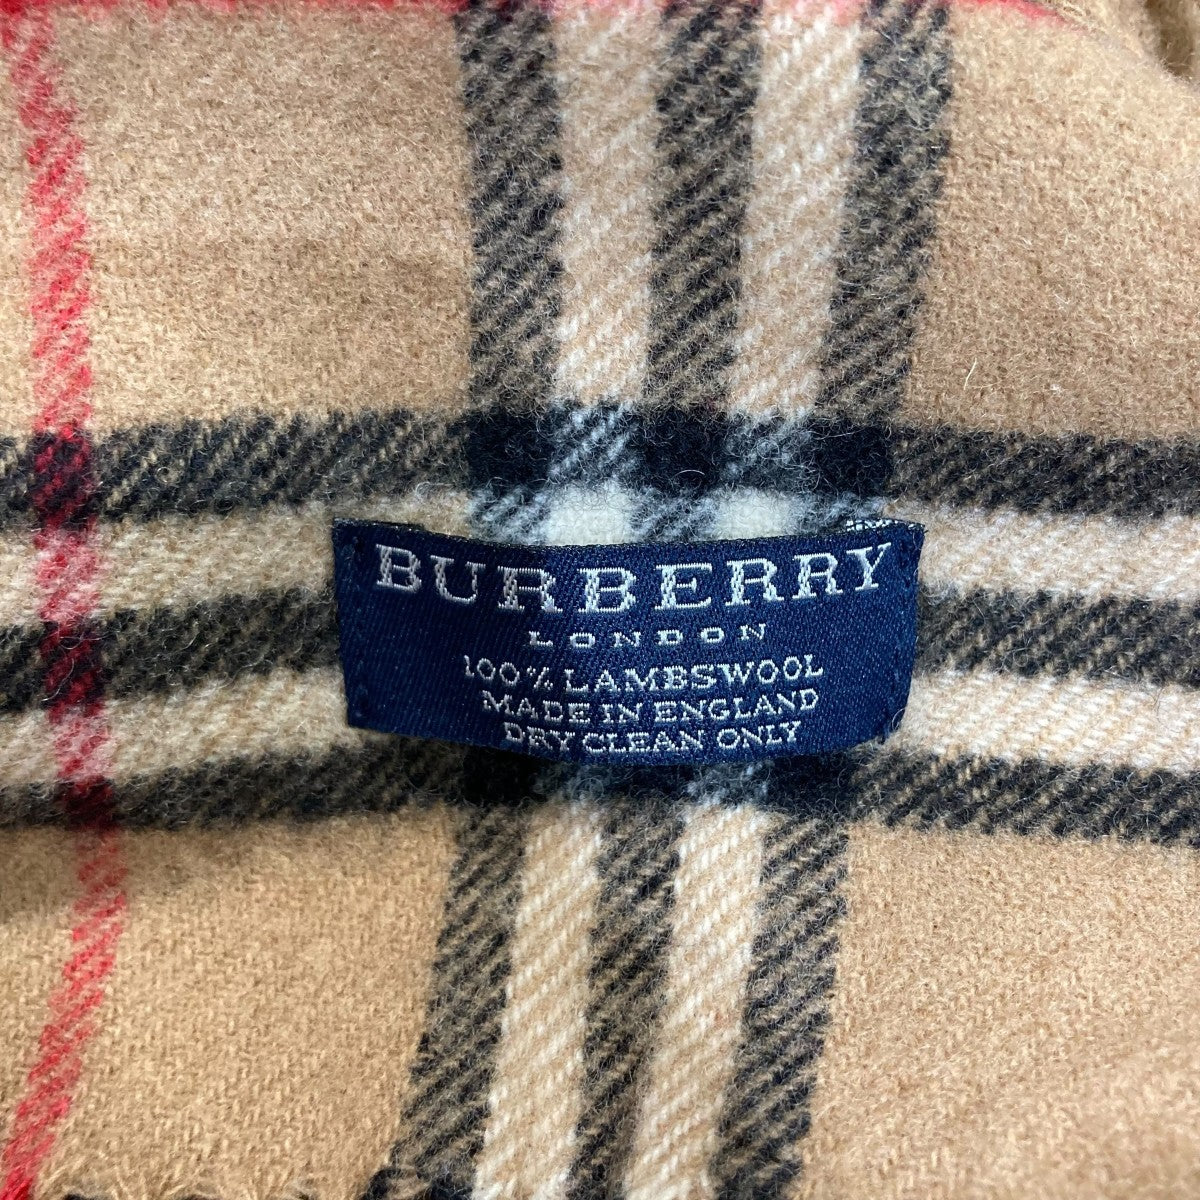 BURBERRY
LONDON
100% LAMBSWOOL
MADE IN ENGLAND
DRY CLEAN ONLY